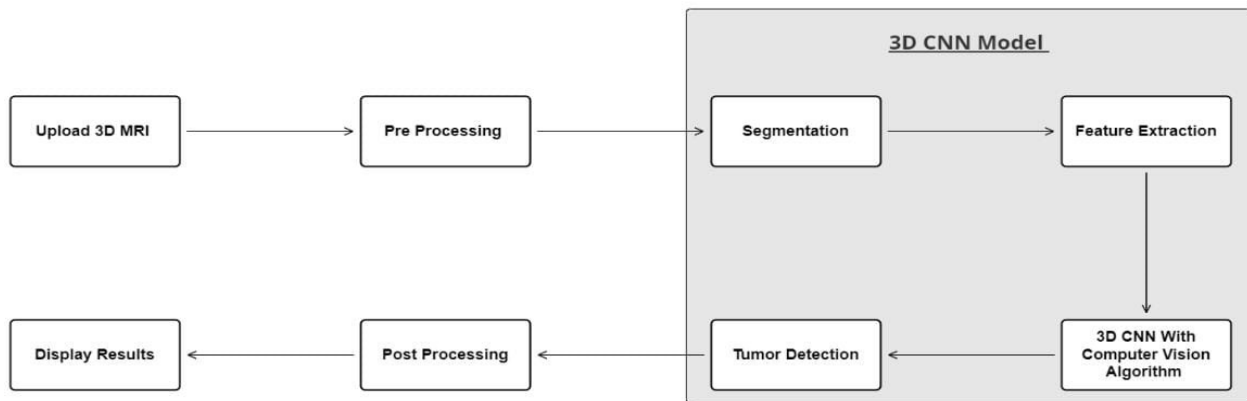 3D CNN Model
Upload 3D MRI
Pre Processing
Segmentation
Feature Extraction
3D CNN With
Computer Vision
Algorithm
Tumor Detection
Post Processing
Display Results